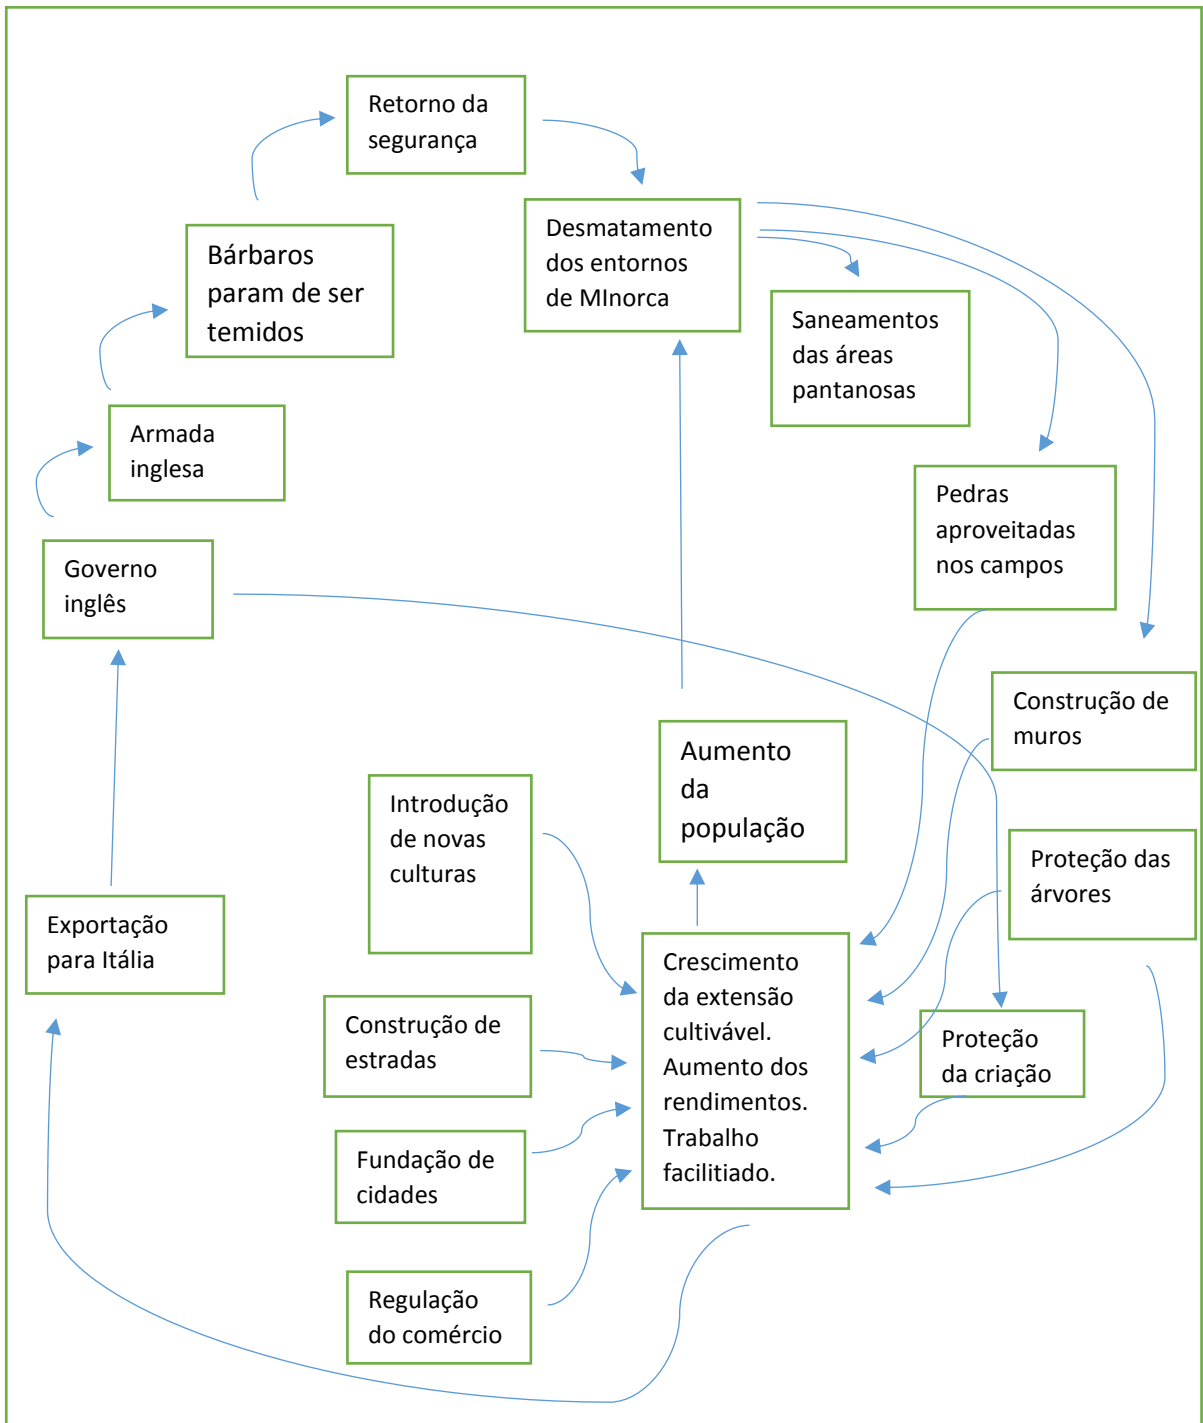 Retorno da
segurança
Bárbaros
param de ser
temidos
Desmatamento
dos entornos
de MInorca
Saneamentos
das áreas
pantanosas
Armada
inglesa
Pedras
aproveitadas
nos campos
Governo
inglês
Construção de
muros
Aumento
da
população
Introdução
de novas
culturas
Proteção das
árvores
Exportação
para Itália
Crescimento
da extensão
cultivável.
Aumento dos
rendimentos.
Trabalho
facilitiado.
Construção de
estradas
Proteção
da criação
Fundação de
cidades
Regulação
do comércio